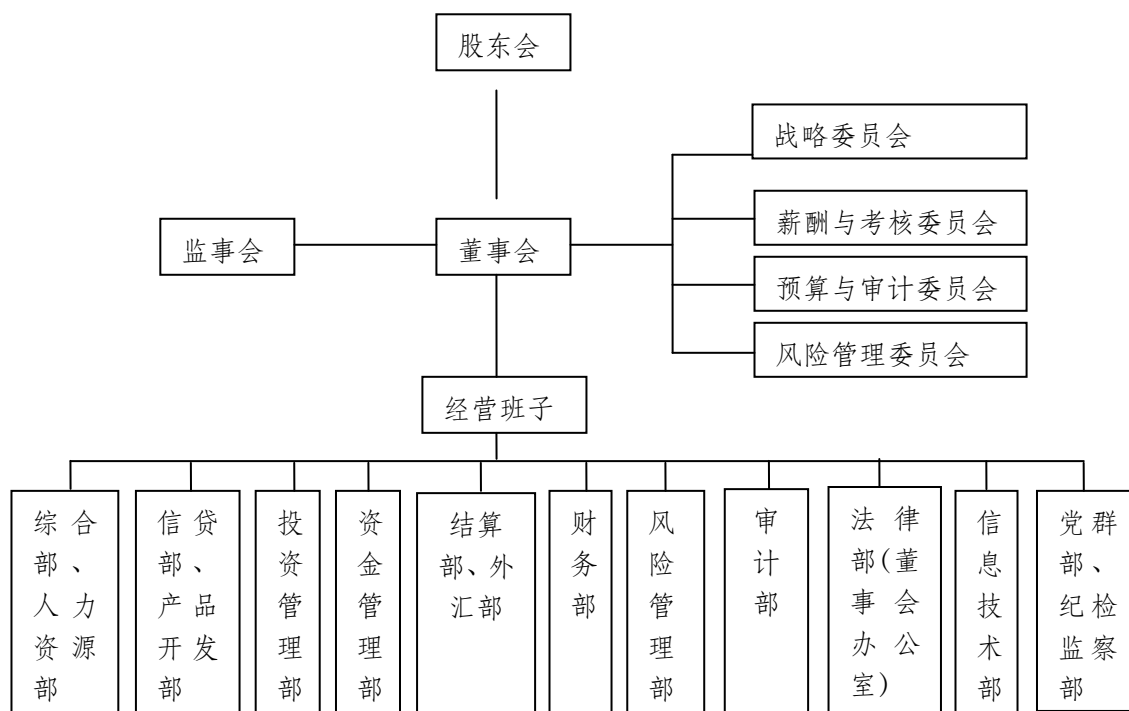 股东会
战略委员会
薪酬与考核委员会
监事会
董事会
预算与审计委员会
风险管理委员会
经营班子
综合
部、
人力
资源
部
信贷
部、
产品
开发
部
投
资
管
理
部
资
金
管
理
部
结算
部、外
汇部
财
务
部
风
险
管
理
部
审
计
部
法律
部(董
事会
办公
室)
信
息
技
术
部
党群
部、
纪检
监察
部